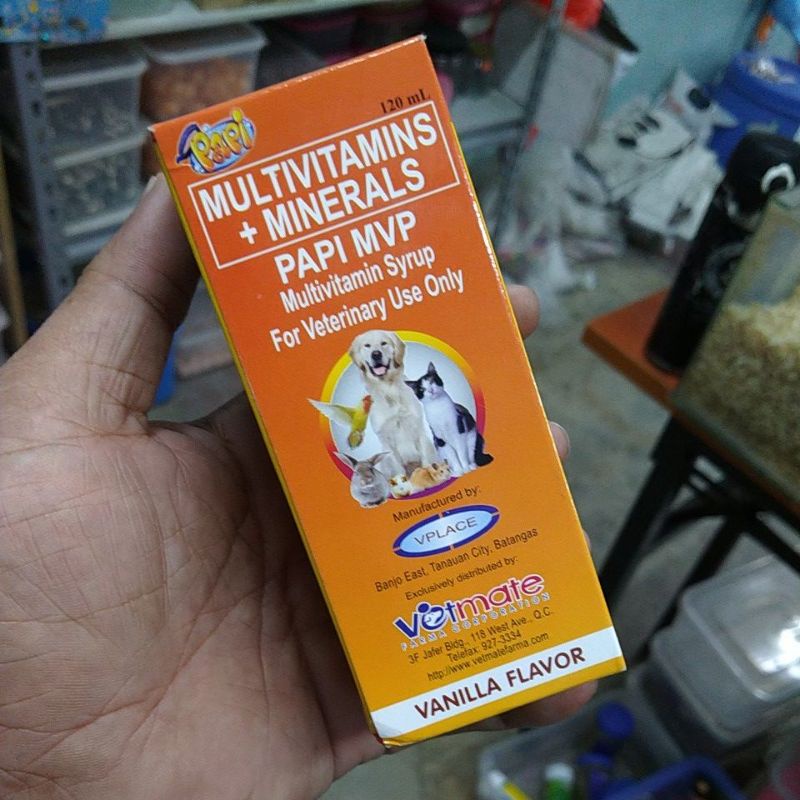 120 mL
Papi
MULTIVITAMINS
+ MINERALS
PAPI MVP
Multivitamin Syrup
For Veterinary Use Only
Manufactured by:
VPLACE
Banjo East, Tanauan City, Batangas
Exclusively distributed by:
Vetmate
FARMA CORPORATION
3F Jafer Bldg., 118 West Ave., Q.C.
Telefax: 927-3334
http://www.vetmatefarma.com
VANILLA FLAVOR